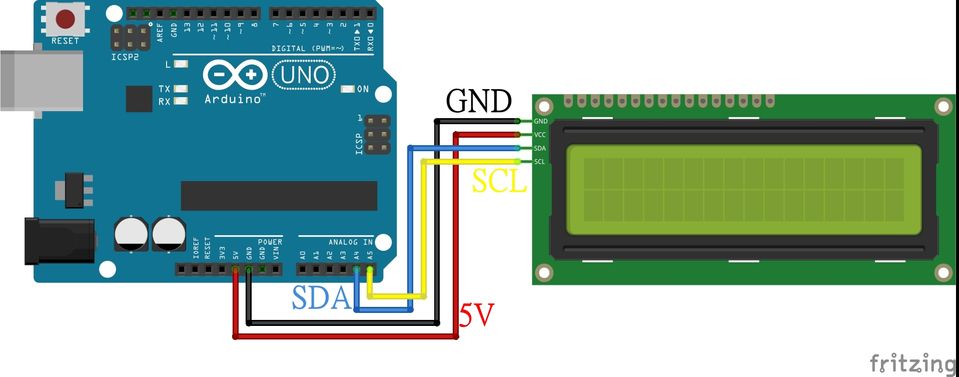 RESET
ICSP2
AREF
GND
13
12
~11
~10
~9
8
7
~6
~5
4
~3
2
TX0▶1
RX0◀0
DIGITAL (PWM=~)
L
TX
RX
UNO
Arduino™
ON
1
ICSP
GND
GND
VCC
SDA
SCL
SCL
POWER
ANALOG IN
IOREF
RESET
3V3
5V
GND
GND
VIN
A0
A1
A2
A3
A4
A5
SDA
5V
fritzing